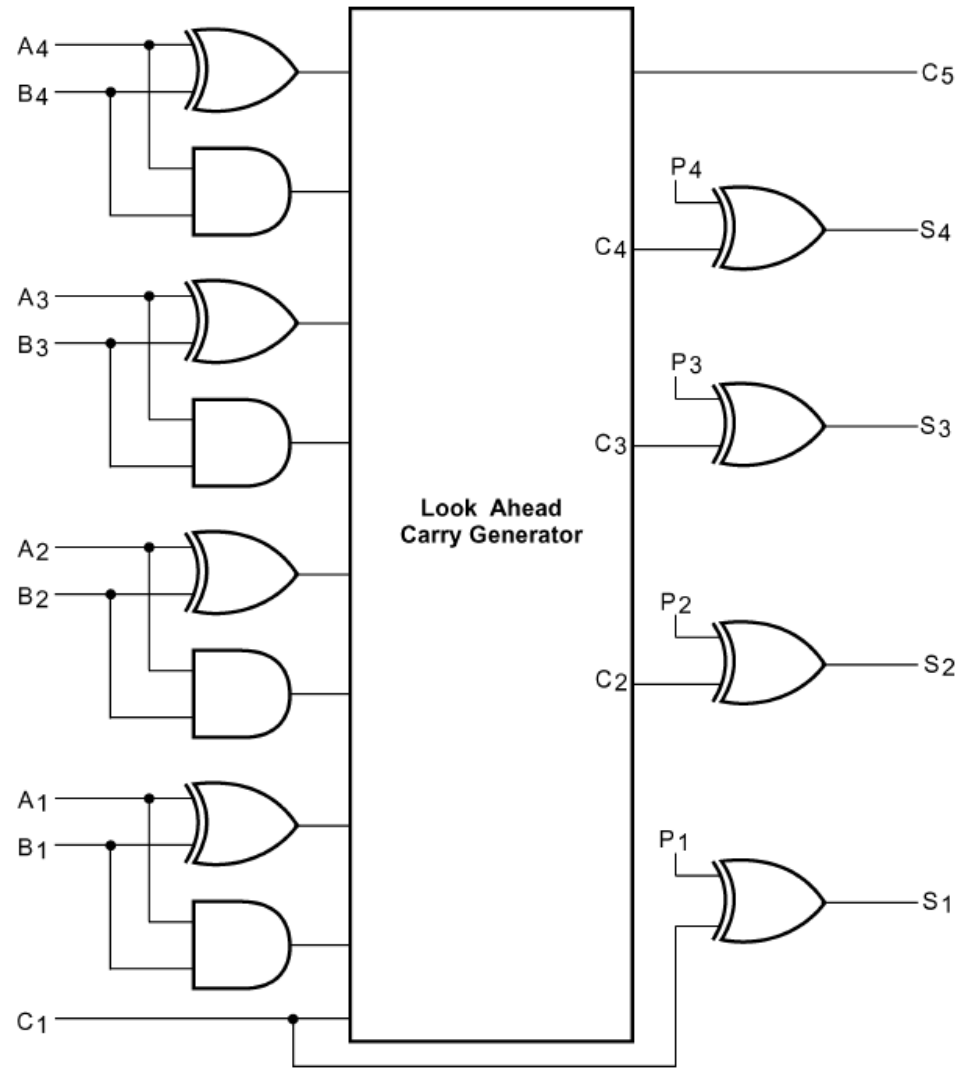 A4
B4
C5
P4
S4
C4
A3
B3
P3
S3
C3
Look Ahead
Carry Generator
A2
B2
P2
S2
C2
A1
B1
P1
S1
C1